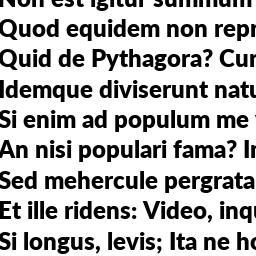 Non est igitur summum
Quod equidem non repr
Quid de Pythagora? Cur
Idemque diviserunt natu
Si enim ad populum me
An nisi populari fama? I
Sed mehercule pergrata
Et ille ridens: Video, inqu
Si longus, levis; Ita ne ho